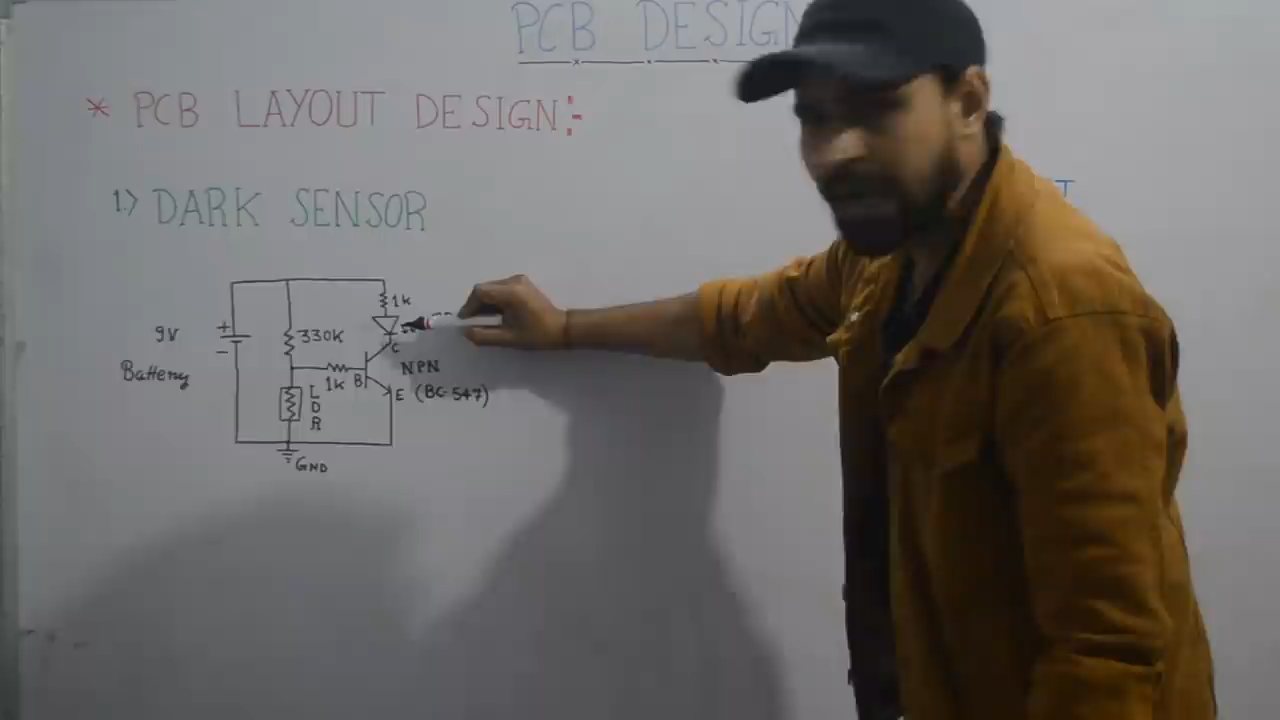 PCB DESIGN
* PCB LAYOUT DESIGN:-
1.) DARK SENSOR
1K
+
9V
330K
-
C
Battery
NPN
1K
B
L
D
R
E
(BC-547)
GND
T